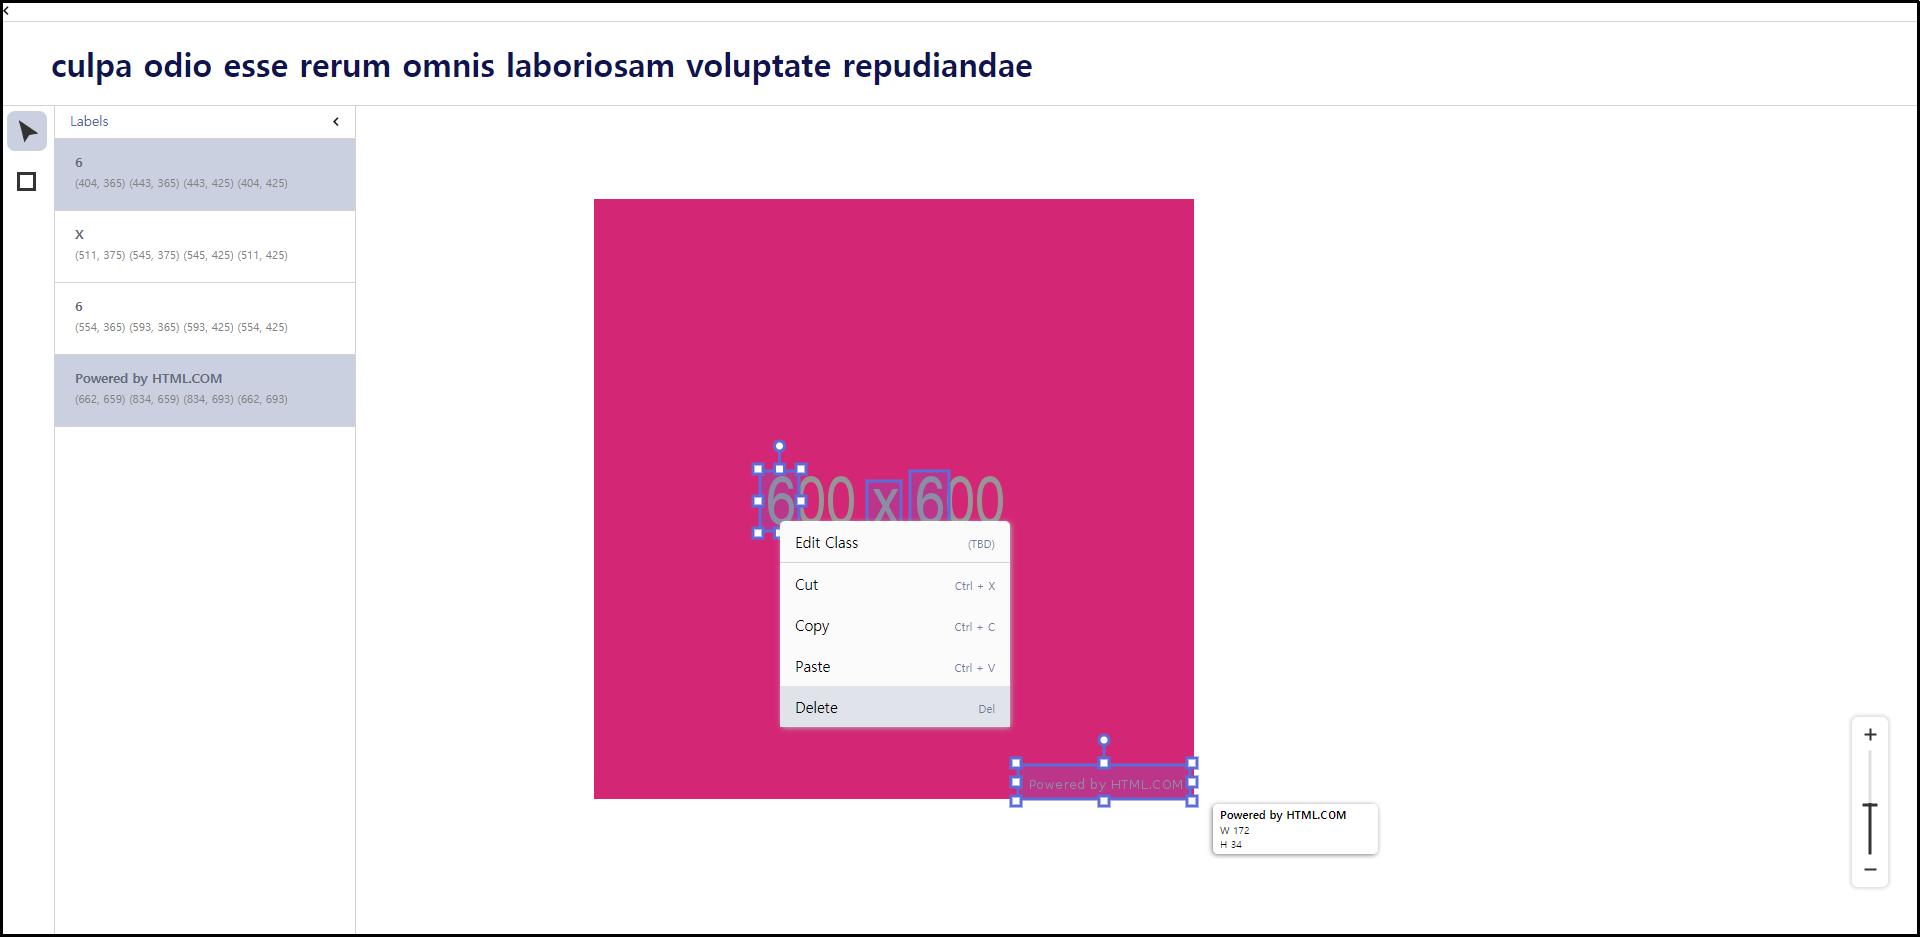 culpa odio esse rerum omnis laboriosam voluptate repudiandae
Labels
6
(404, 365) (443, 365) (443, 425) (404, 425)
X
(511, 375) (545, 375) (545, 425) (511, 425)
6
(554, 365) (593, 365) (593, 425) (554, 425)
Powered by HTML.COM
(662, 659) (834, 659) (834, 693) (662, 693)
600 x 600
Edit Class (TBD)
Cut Ctrl + X
Copy Ctrl + C
Paste Ctrl + V
Delete Del
Powered by HTML.COM
Powered by HTML.COM
W 172
H 34